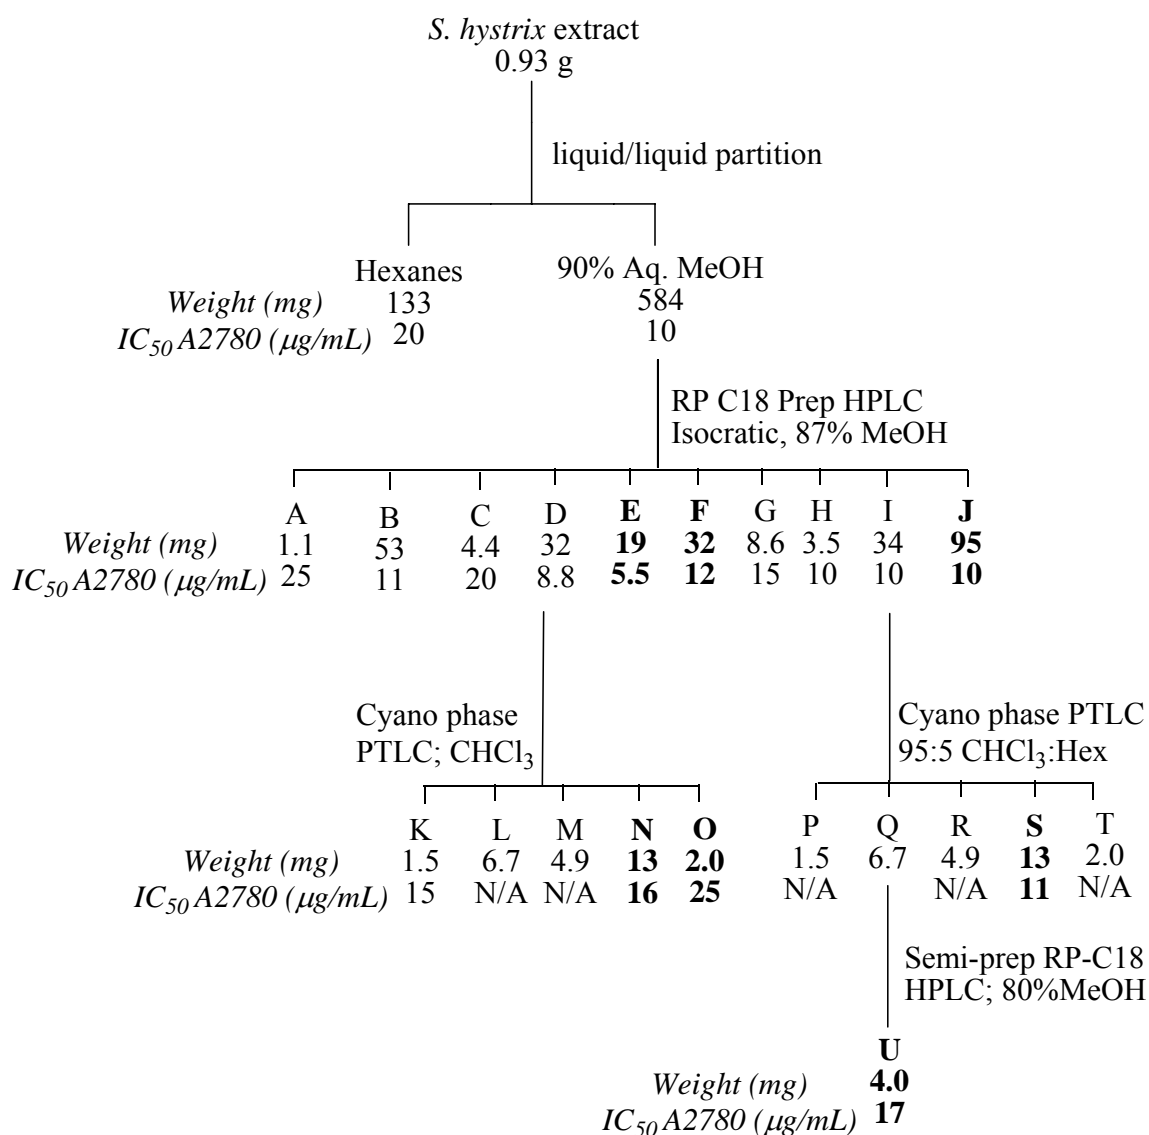 S. hystrix extract
0.93 g
liquid/liquid partition
Hexanes 90% Aq. MeOH
Weight (mg) 133 584
IC50 A2780 (μg/mL) 20 10
RP C18 Prep HPLC
Isocratic, 87% MeOH
A B C D E F G H I J
Weight (mg) 1.1 53 4.4 32 19 32 8.6 3.5 34 95
IC50 A2780 (μg/mL) 25 11 20 8.8 5.5 12 15 10 10 10
Cyano phase
PTLC; CHCl3
Cyano phase PTLC
95:5 CHCl3:Hex
K L M N O
Weight (mg) 1.5 6.7 4.9 13 2.0
IC50 A2780 (μg/mL) 15 N/A N/A 16 25
P Q R S T
1.5 6.7 4.9 13 2.0
N/A N/A 11 N/A
Semi-prep RP-C18
HPLC; 80%MeOH
U
Weight (mg) 4.0
IC50 A2780 (μg/mL) 17